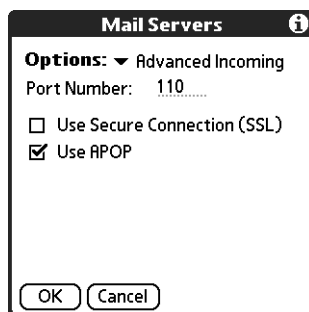 Mail Servers
Options: Advanced Incoming
Port Number: 110
Use Secure Connection (SSL)
Use APOP
OK Cancel